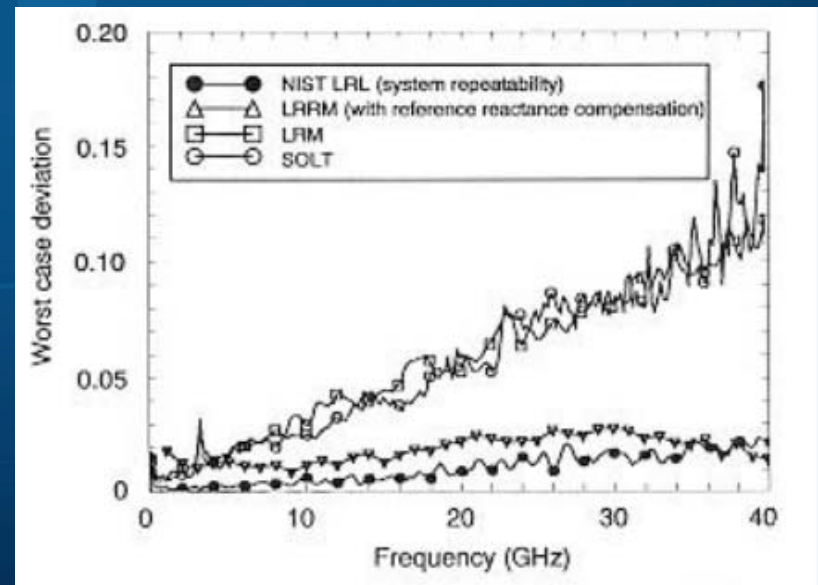 0.20
0.15
0.10
0.05
0
Worst case deviation
NIST LRL (system repeatability)
LRRM (with reference reactance compensation)
LRM
SOLT
0 10 20 30 40
Frequency (GHz)